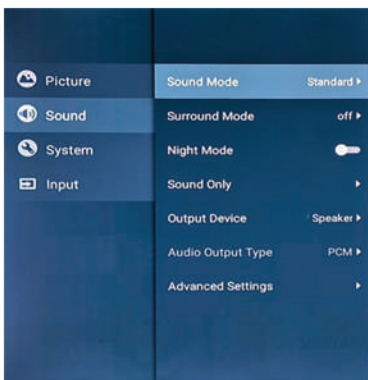 Picture
Sound
System
Input
Sound Mode Standard
Surround Mode off
Night Mode
Sound Only
Output Device Speaker
Audio Output Type PCM
Advanced Settings